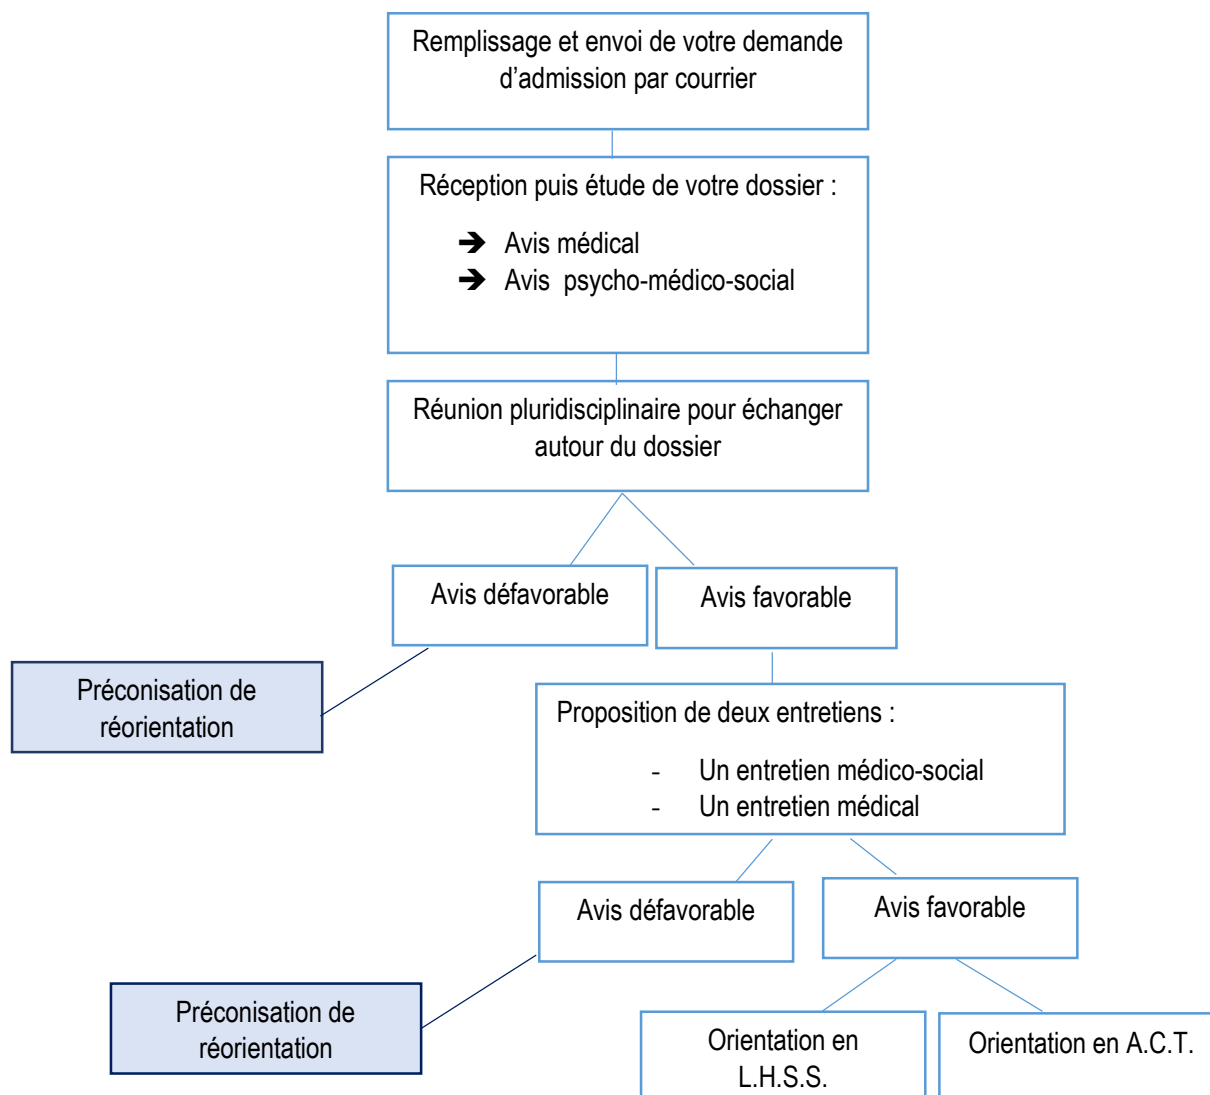 Remplissage et envoi de votre demande
d’admission par courrier
Réception puis étude de votre dossier :
➔ Avis médical
➔ Avis psycho-médico-social
Réunion pluridisciplinaire pour échanger
autour du dossier
Avis défavorable
Avis favorable
Préconisation de
réorientation
Proposition de deux entretiens :
- Un entretien médico-social
- Un entretien médical
Avis défavorable
Avis favorable
Préconisation de
réorientation
Orientation en
L.H.S.S.
Orientation en A.C.T.